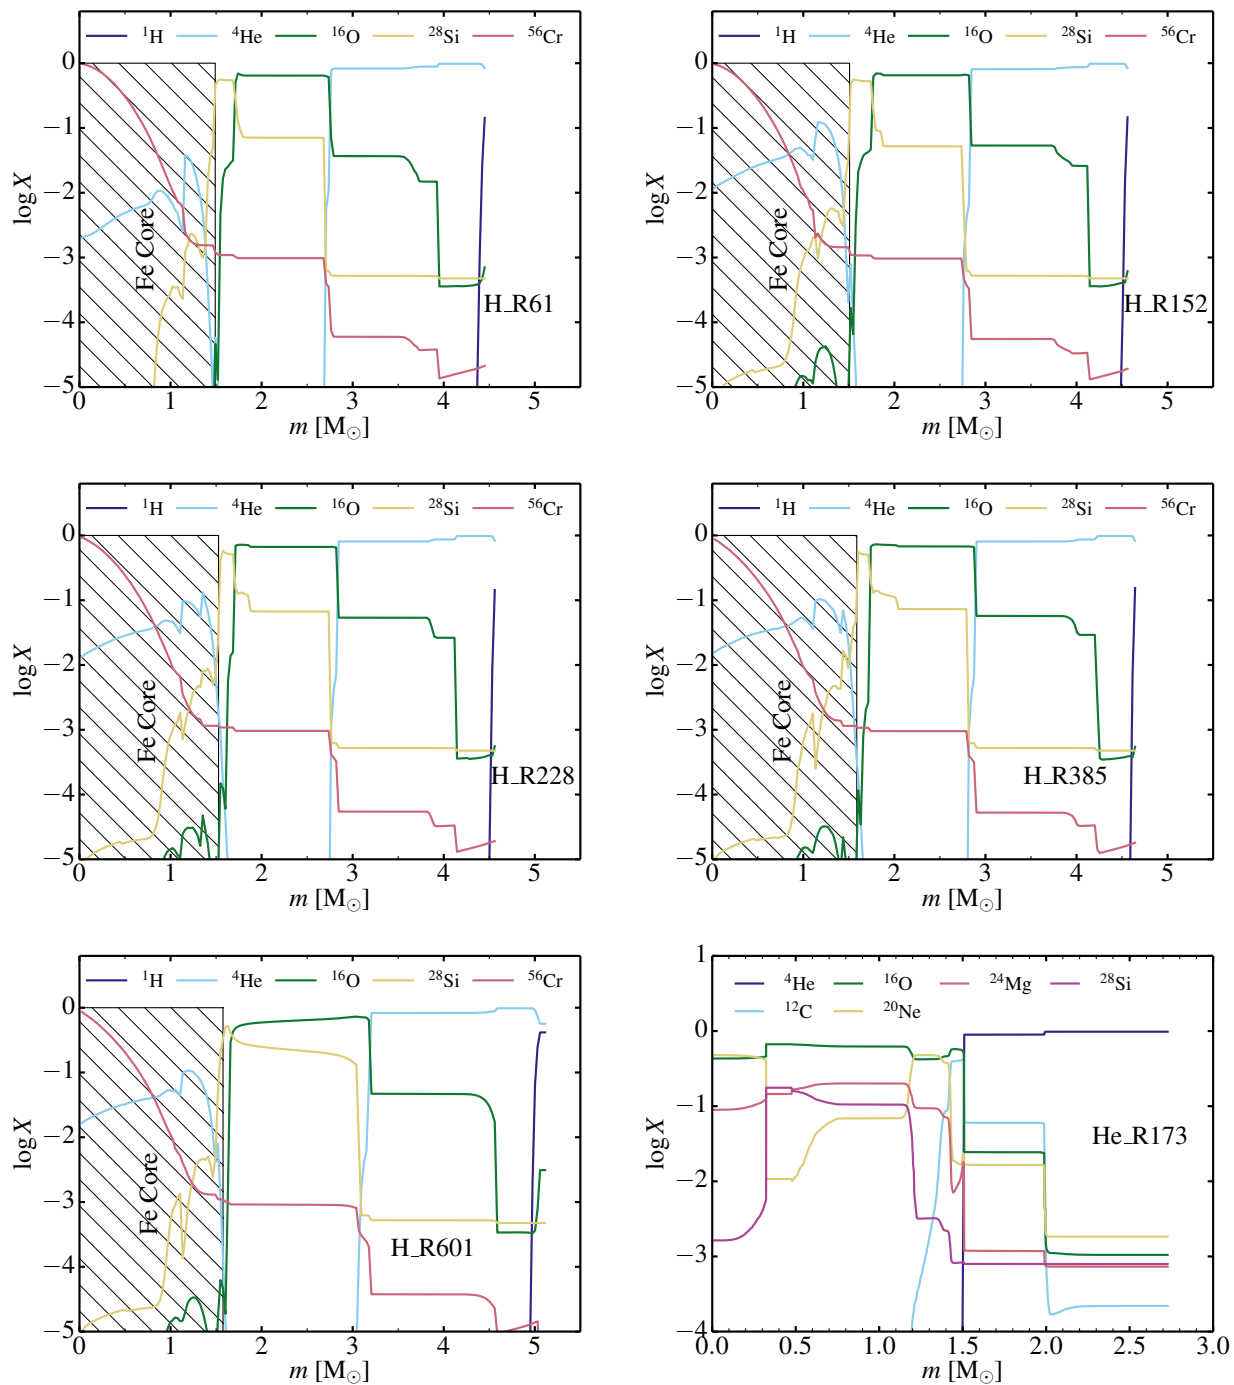 ¹H ⁴He ¹⁶O ²⁸Si ⁵⁶Cr
0
−1
−2
−3
−4
−5
log X
Fe Core
H_R61
0 1 2 3 4 5
m [M☉]
¹H ⁴He ¹⁶O ²⁸Si ⁵⁶Cr
0
−1
−2
−3
−4
−5
log X
Fe Core
H_R152
0 1 2 3 4 5
m [M☉]
¹H ⁴He ¹⁶O ²⁸Si ⁵⁶Cr
0
−1
−2
−3
−4
−5
log X
Fe Core
H_R228
0 1 2 3 4 5
m [M☉]
¹H ⁴He ¹⁶O ²⁸Si ⁵⁶Cr
0
−1
−2
−3
−4
−5
log X
Fe Core
H_R385
0 1 2 3 4 5
m [M☉]
¹H ⁴He ¹⁶O ²⁸Si ⁵⁶Cr
0
−1
−2
−3
−4
−5
log X
Fe Core
H_R601
0 1 2 3 4 5
m [M☉]
1
⁴He ¹⁶O ²⁴Mg ²⁸Si
¹²C ²⁰Ne
0
−1
−2
−3
−4
log X
He_R173
0.0 0.5 1.0 1.5 2.0 2.5 3.0
m [M☉]